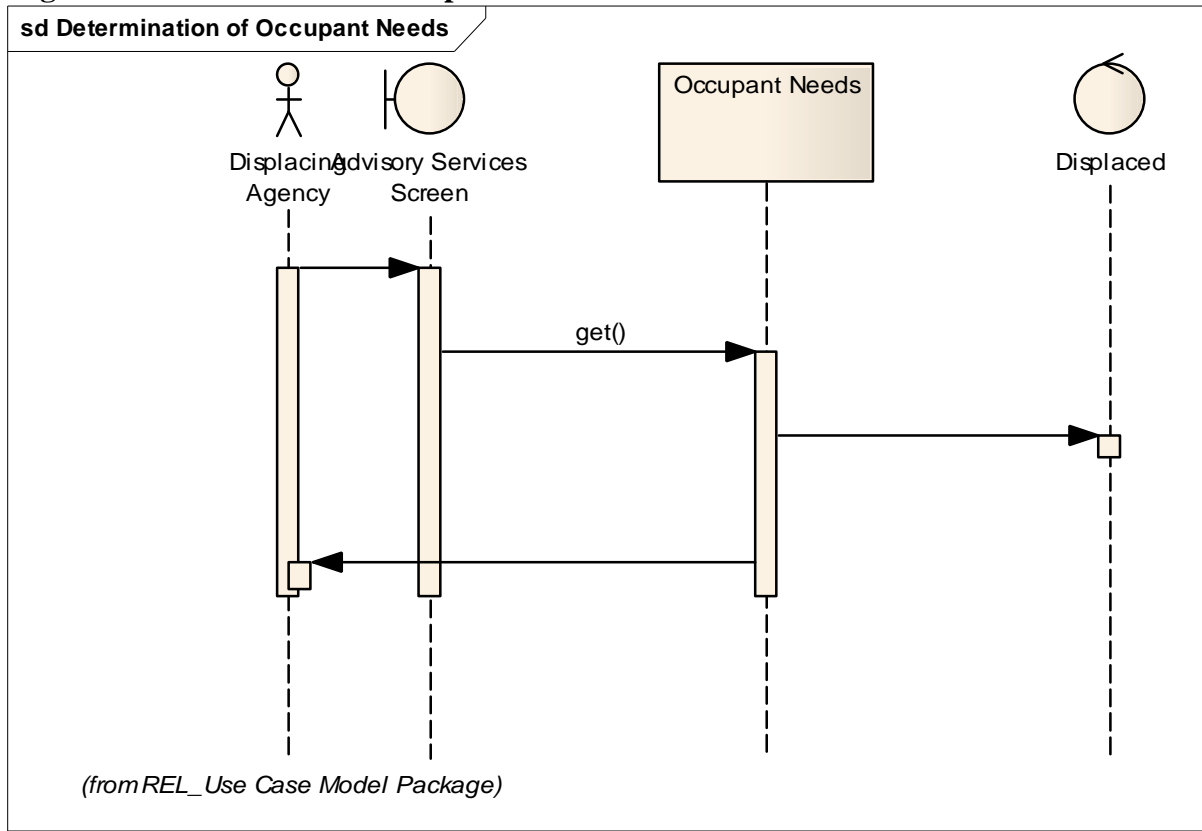 sd Determination of Occupant Needs
Displacing Agency
Advisory Services Screen
Occupant Needs
Displaced
get()
(from REL_Use Case Model Package)